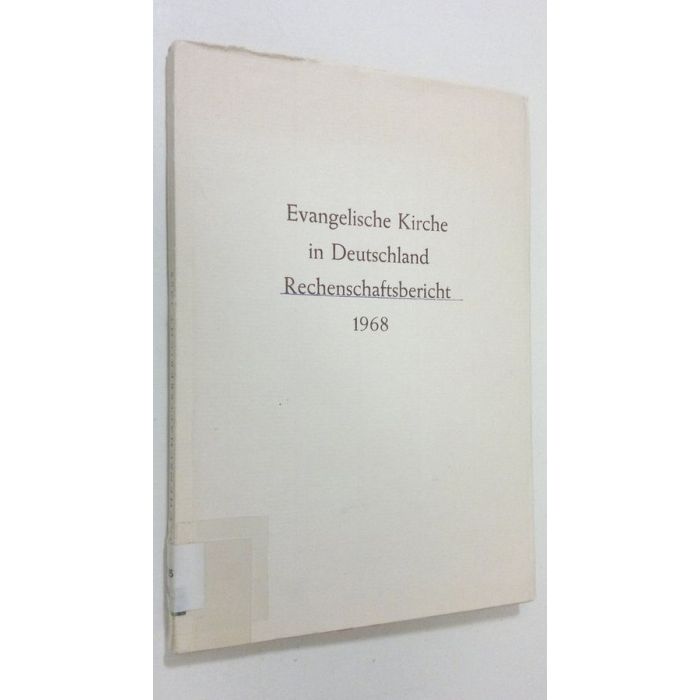 Evangelische Kirche
in Deutschland
Rechenschaftsbericht
1968